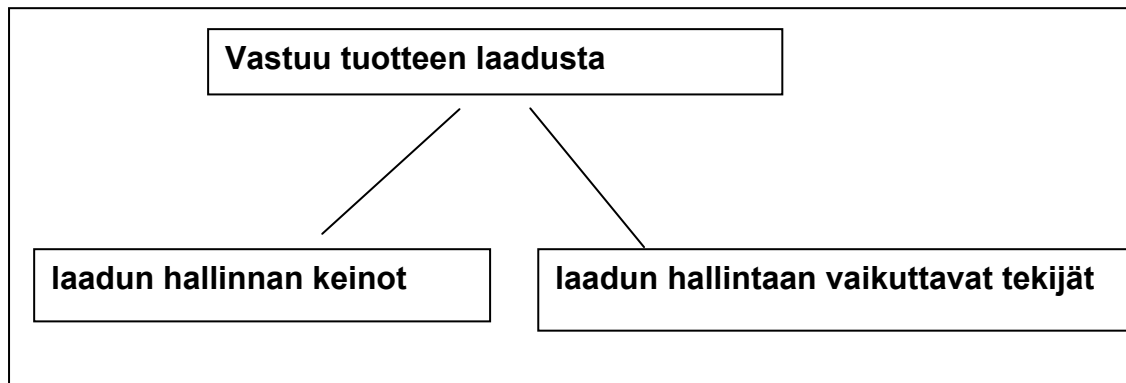 Vastuu tuotteen laadusta
laadun hallinnan keinot
laadun hallintaan vaikuttavat tekijät